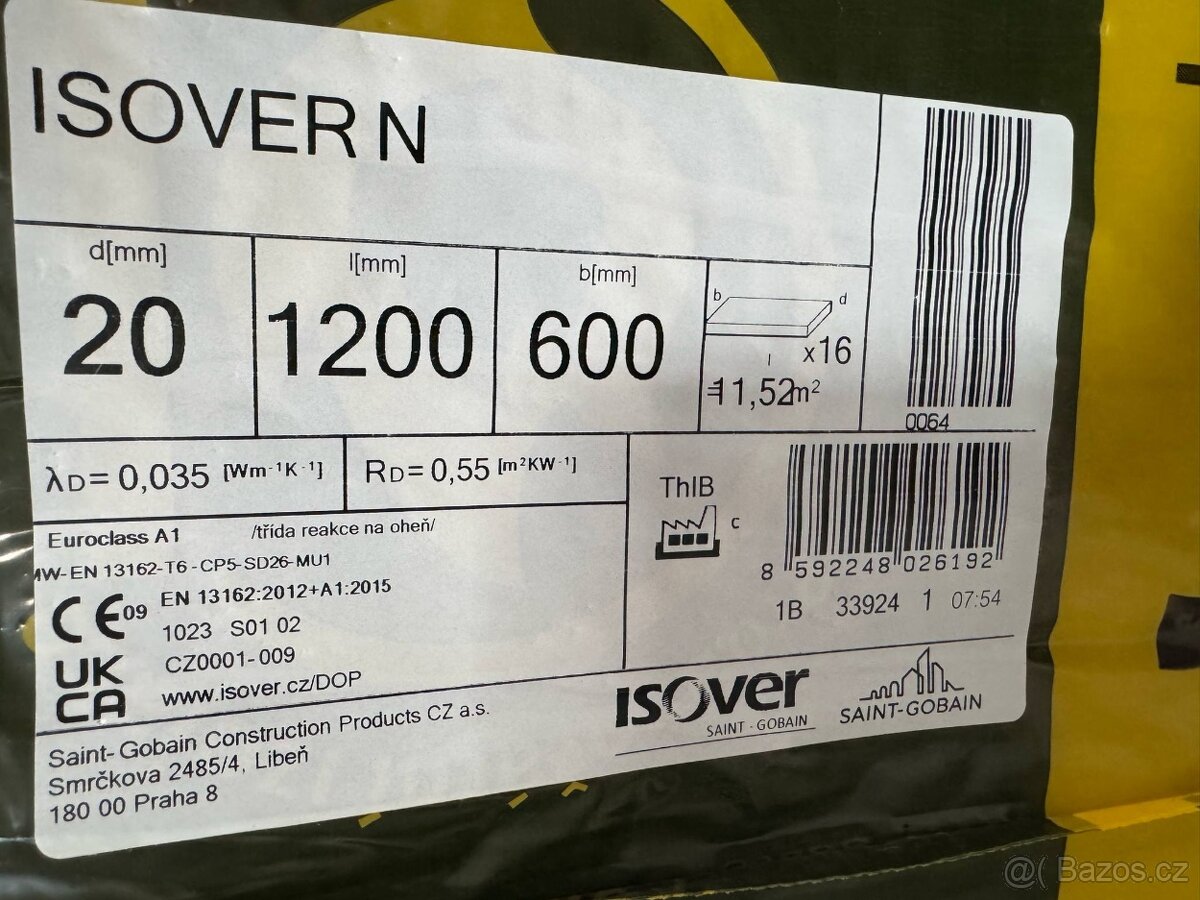 ISOVER N
d[mm]
20
l[mm]
1200
b[mm]
600
b
d
l
x16
=11,52m²
0064
λD= 0,035 [Wm⁻¹K⁻¹]
RD= 0,55 [m²KW⁻¹]
Euroclass A1 /třída reakce na oheň/
MW-EN 13162-T6-CP5-SD26-MU1
CE 09 EN 13162:2012+A1:2015
1023 S01 02
UK
CA
CZ0001-009
www.isover.cz/DOP
ThIB
c
8 592248 026192
1B 33924 1 07:54
Saint-Gobain Construction Products CZ a.s.
Smrčkova 2485/4, Libeň
180 00 Praha 8
isover
SAINT-GOBAIN
SAINT-GOBAIN
@( Bazos.cz